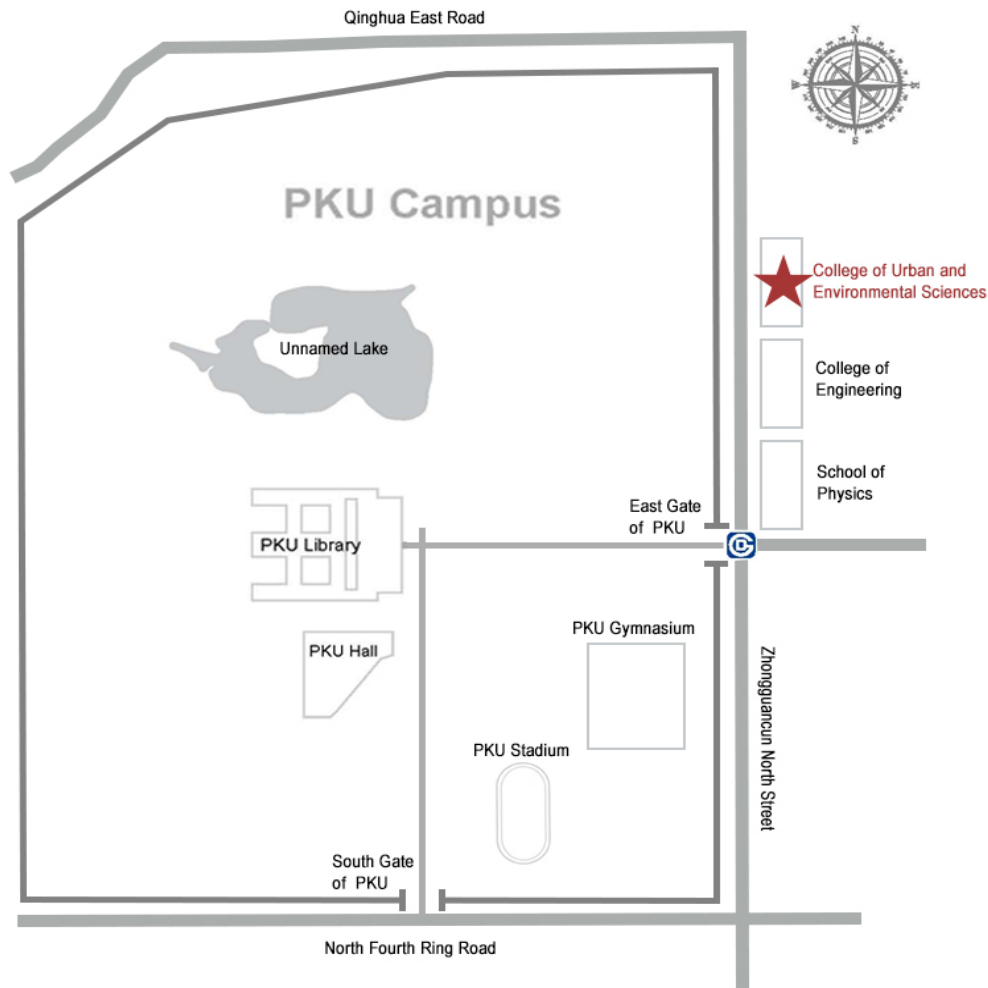 Qinghua East Road
N
W
E
S
PKU Campus
College of Urban and
Environmental Sciences
Unnamed Lake
College of
Engineering
School of
Physics
East Gate
of PKU
PKU Library
PKU Gymnasium
PKU Hall
Zhongguancun North Street
PKU Stadium
South Gate
of PKU
North Fourth Ring Road